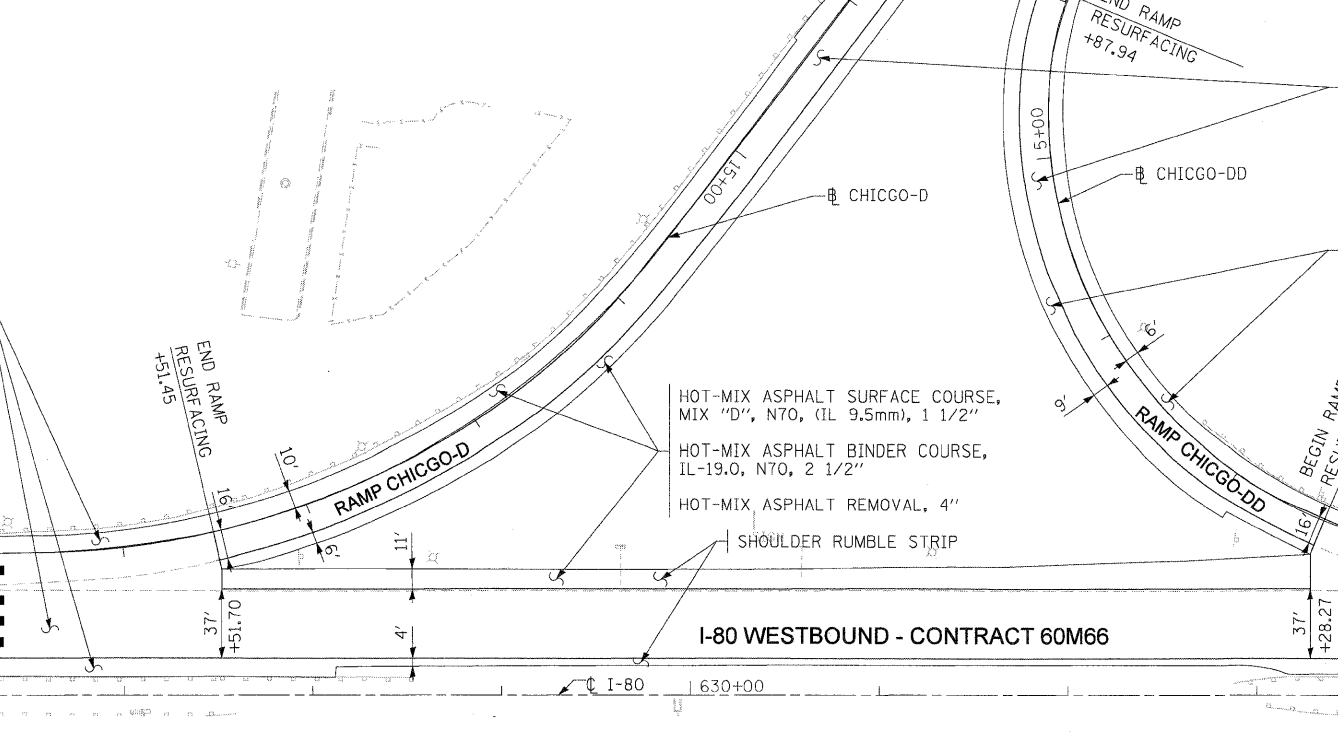 END RAMP
RESURFACING
+87.94
15+00
℄ CHICGO-DD
15+00
℄ CHICGO-D
6'
9'
RAMP CHICGO-DD
BEGIN RAMP
16'
END RAMP
RESURFACING
+51.45
16'
10'
6'
RAMP CHICGO-D
HOT-MIX ASPHALT SURFACE COURSE,
MIX "D", N70, (IL 9.5mm), 1 1/2"
HOT-MIX ASPHALT BINDER COURSE,
IL-19.0, N70, 2 1/2"
HOT-MIX ASPHALT REMOVAL, 4"
SHOULDER RUMBLE STRIP
11'
37'
+51.70
4'
I-80 WESTBOUND - CONTRACT 60M66
37'
+28.27
℄ I-80
630+00